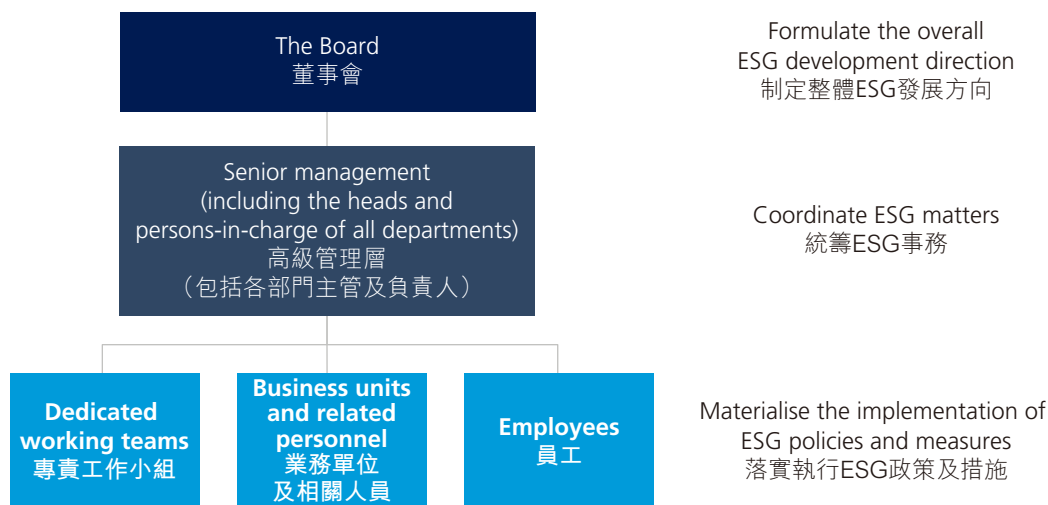 The Board
董事會
Formulate the overall
ESG development direction
制定整體ESG發展方向
Senior management
(including the heads and
persons-in-charge of all departments)
高級管理層
（包括各部門主管及負責人）
Coordinate ESG matters
統籌ESG事務
Dedicated
working teams
專責工作小組
Business units
and related
personnel
業務單位
及相關人員
Employees
員工
Materialise the implementation of
ESG policies and measures
落實執行ESG政策及措施